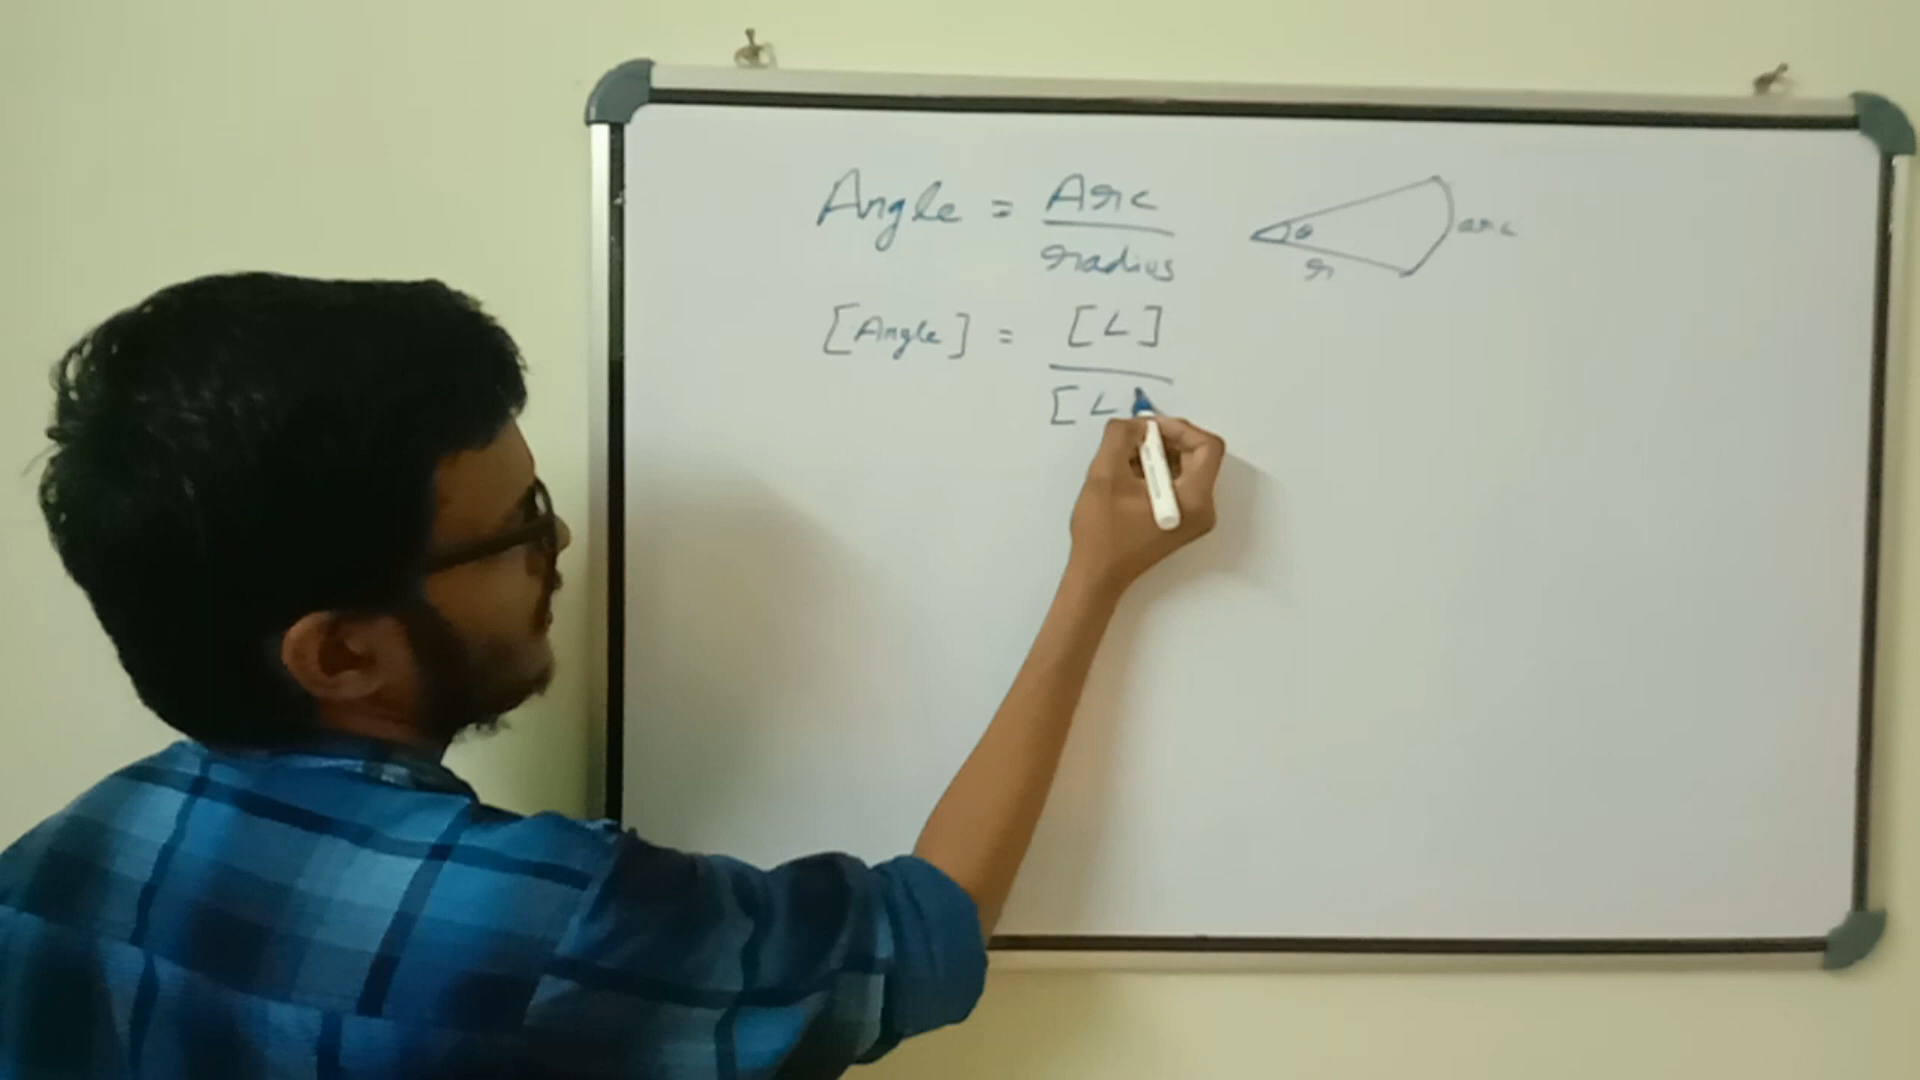 Angle = Arc / radius
θ
r
arc
[Angle] = [L] / [L